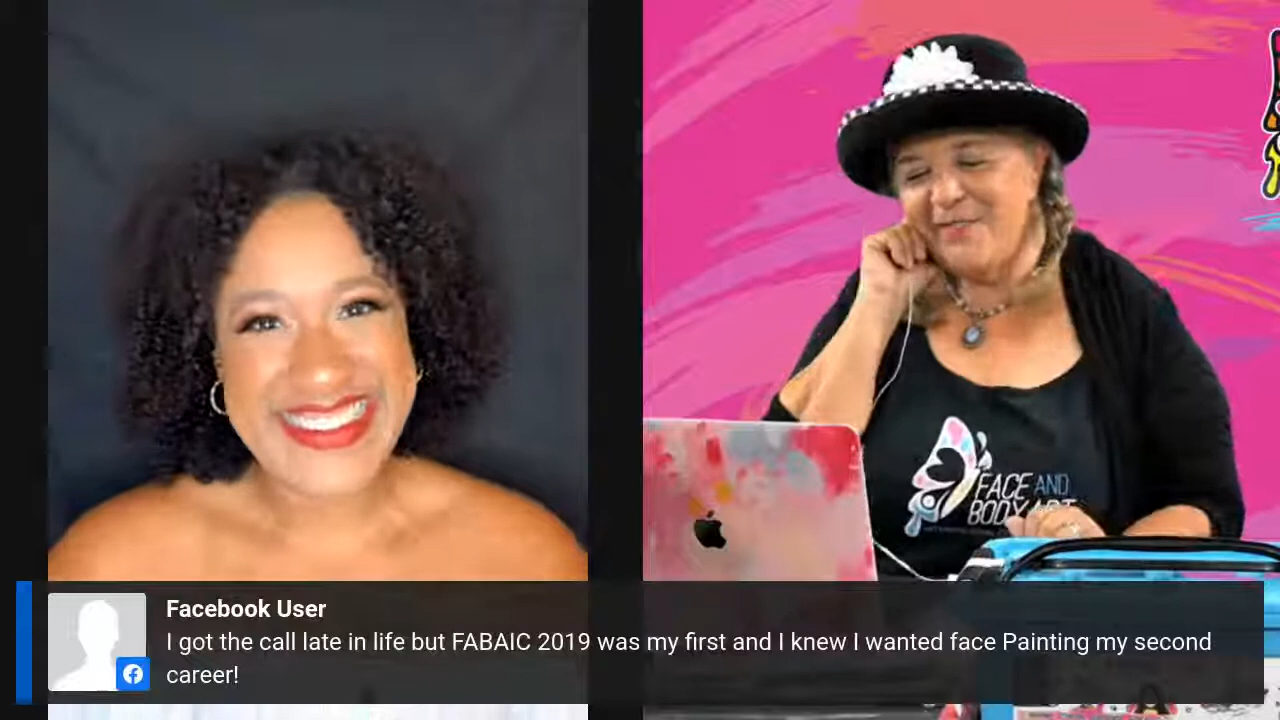 FACE AND
BODY ART
Facebook User
I got the call late in life but FABAIC 2019 was my first and I knew I wanted face Painting my second
career!